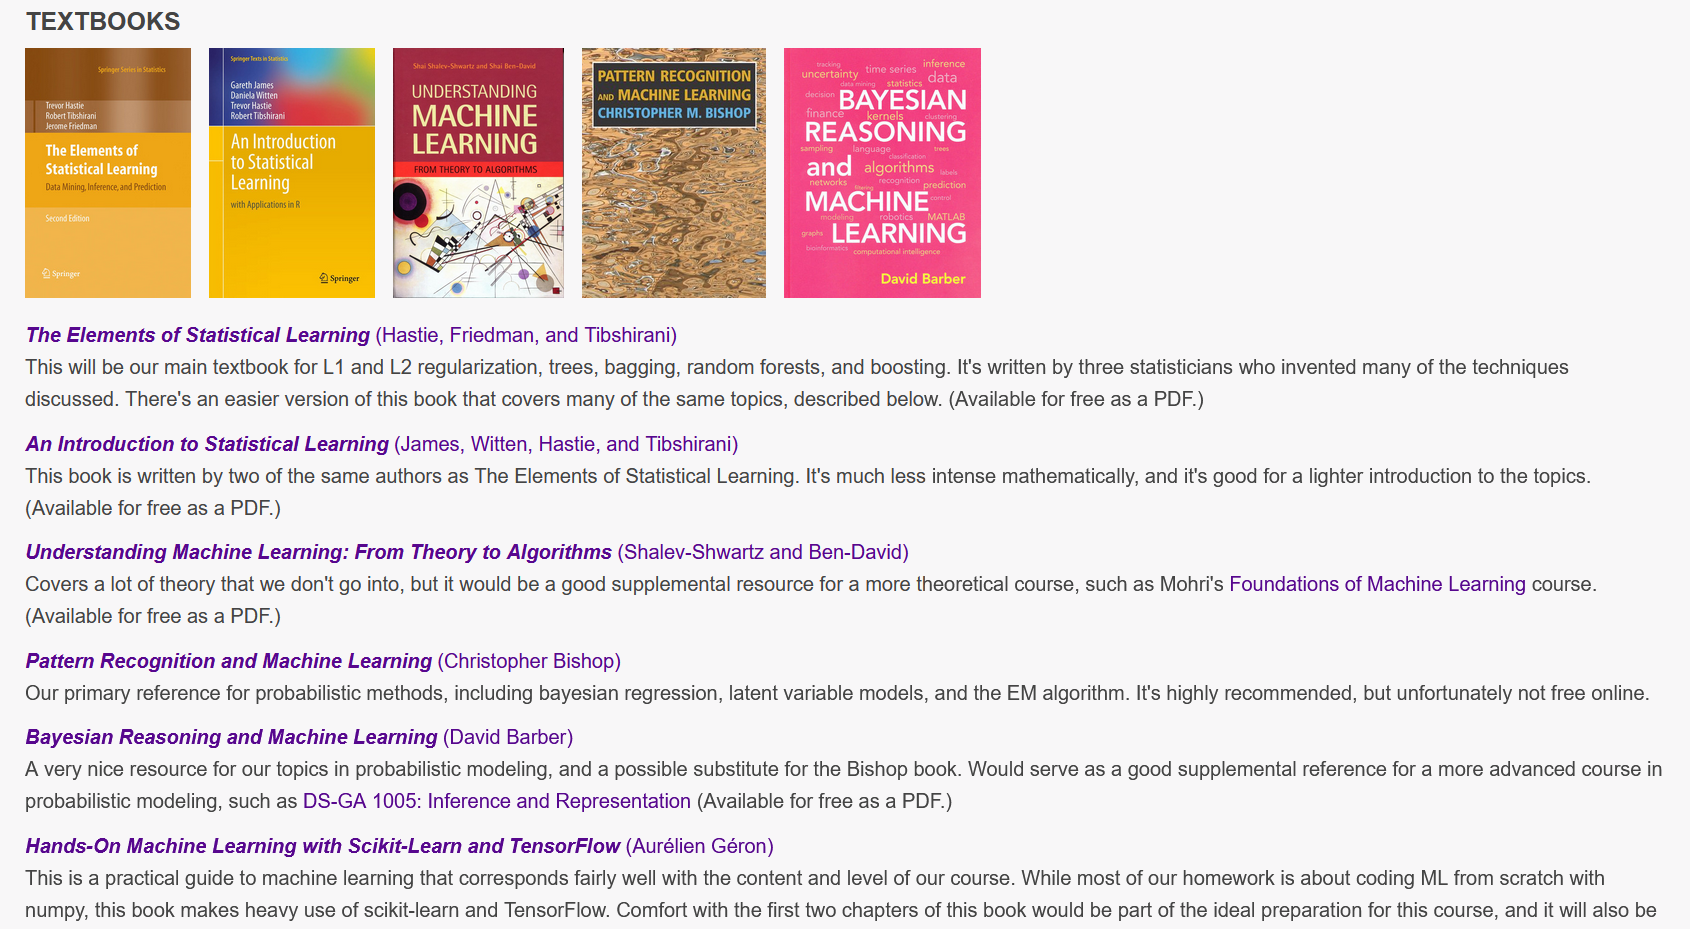 TEXTBOOKS
Springer Series in Statistics
Trevor Hastie
Robert Tibshirani
Jerome Friedman
The Elements of
Statistical Learning
Data Mining, Inference, and Prediction
Second Edition
Springer
Springer Texts in Statistics
Gareth James
Daniela Witten
Trevor Hastie
Robert Tibshirani
An Introduction
to Statistical
Learning
with Applications in R
Springer
Shai Shalev-Shwartz and Shai Ben-David
UNDERSTANDING
MACHINE
LEARNING
FROM THEORY TO ALGORITHMS
PATTERN RECOGNITION
AND MACHINE LEARNING
CHRISTOPHER M. BISHOP
tracking inference
uncertainty time series data
data mining statistics
decision BAYESIAN
finance kernels clustering
REASONING
sampling language trees
classification
and algorithms labels
networks recognition prediction
filtering
MACHINE control
modeling robotics MATLAB
graphs LEARNING
bioinformatics computational intelligence
David Barber
The Elements of Statistical Learning (Hastie, Friedman, and Tibshirani)
This will be our main textbook for L1 and L2 regularization, trees, bagging, random forests, and boosting. It's written by three statisticians who invented many of the techniques
discussed. There's an easier version of this book that covers many of the same topics, described below. (Available for free as a PDF.)
An Introduction to Statistical Learning (James, Witten, Hastie, and Tibshirani)
This book is written by two of the same authors as The Elements of Statistical Learning. It's much less intense mathematically, and it's good for a lighter introduction to the topics.
(Available for free as a PDF.)
Understanding Machine Learning: From Theory to Algorithms (Shalev-Shwartz and Ben-David)
Covers a lot of theory that we don't go into, but it would be a good supplemental resource for a more theoretical course, such as Mohri's Foundations of Machine Learning course.
(Available for free as a PDF.)
Pattern Recognition and Machine Learning (Christopher Bishop)
Our primary reference for probabilistic methods, including bayesian regression, latent variable models, and the EM algorithm. It's highly recommended, but unfortunately not free online.
Bayesian Reasoning and Machine Learning (David Barber)
A very nice resource for our topics in probabilistic modeling, and a possible substitute for the Bishop book. Would serve as a good supplemental reference for a more advanced course in
probabilistic modeling, such as DS-GA 1005: Inference and Representation (Available for free as a PDF.)
Hands-On Machine Learning with Scikit-Learn and TensorFlow (Aurélien Géron)
This is a practical guide to machine learning that corresponds fairly well with the content and level of our course. While most of our homework is about coding ML from scratch with
numpy, this book makes heavy use of scikit-learn and TensorFlow. Comfort with the first two chapters of this book would be part of the ideal preparation for this course, and it will also be